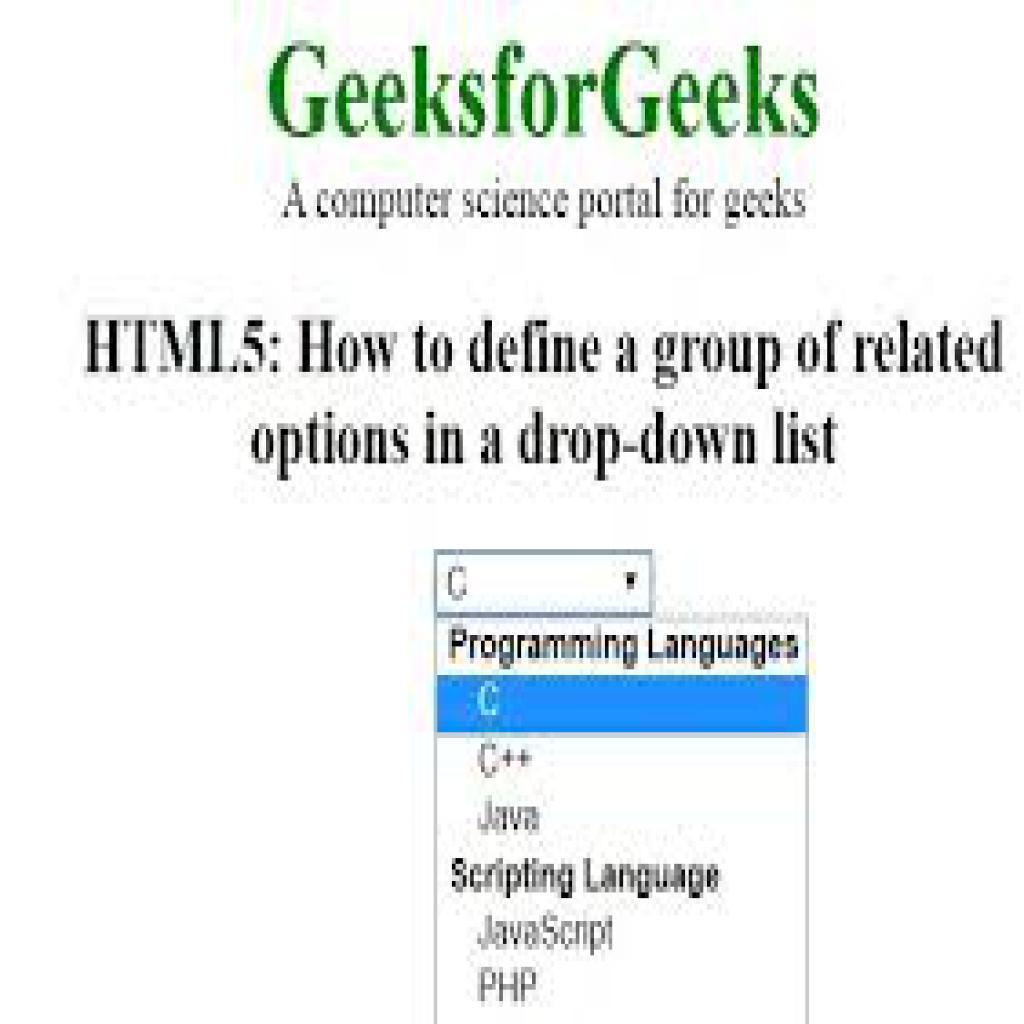 GeeksforGeeks
A computer science portal for geeks
HTML5: How to define a group of related
options in a drop-down list
C
Programming Languages
C
C++
Java
Scripting Language
JavaScript
PHP